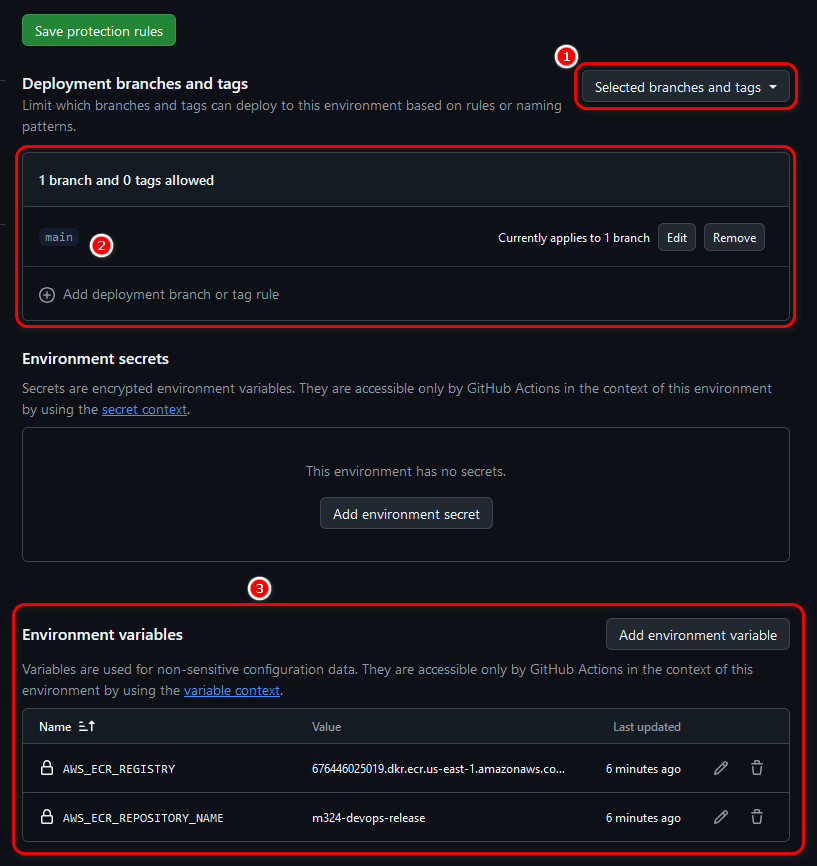 Save protection rules
1
Deployment branches and tags
Selected branches and tags
Limit which branches and tags can deploy to this environment based on rules or naming
patterns.
1 branch and 0 tags allowed
main
2
Currently applies to 1 branch
Edit
Remove
Add deployment branch or tag rule
Environment secrets
Secrets are encrypted environment variables. They are accessible only by GitHub Actions in the context of this environment
by using the secret context.
This environment has no secrets.
Add environment secret
3
Environment variables
Add environment variable
Variables are used for non-sensitive configuration data. They are accessible only by GitHub Actions in the context of this
environment by using the variable context.
Name Value Last updated
AWS_ECR_REGISTRY 676446025019.dkr.ecr.us-east-1.amazonaws.co... 6 minutes ago
AWS_ECR_REPOSITORY_NAME m324-devops-release 6 minutes ago